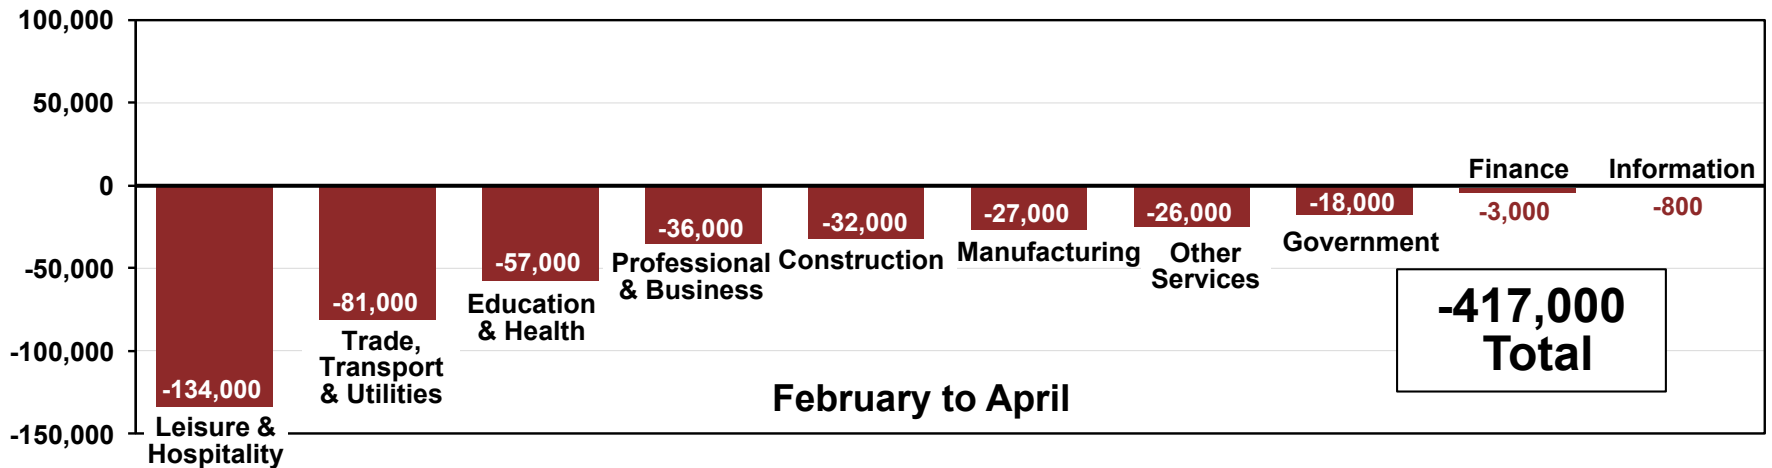 100,000
50,000
0
-50,000
-100,000
-150,000
-134,000
Leisure &
Hospitality
-81,000
Trade,
Transport
& Utilities
-57,000
Education
& Health
-36,000
Professional
& Business
-32,000
Construction
-27,000
Manufacturing
-26,000
Other
Services
-18,000
Government
Finance
-3,000
Information
-800
-417,000
Total
February to April